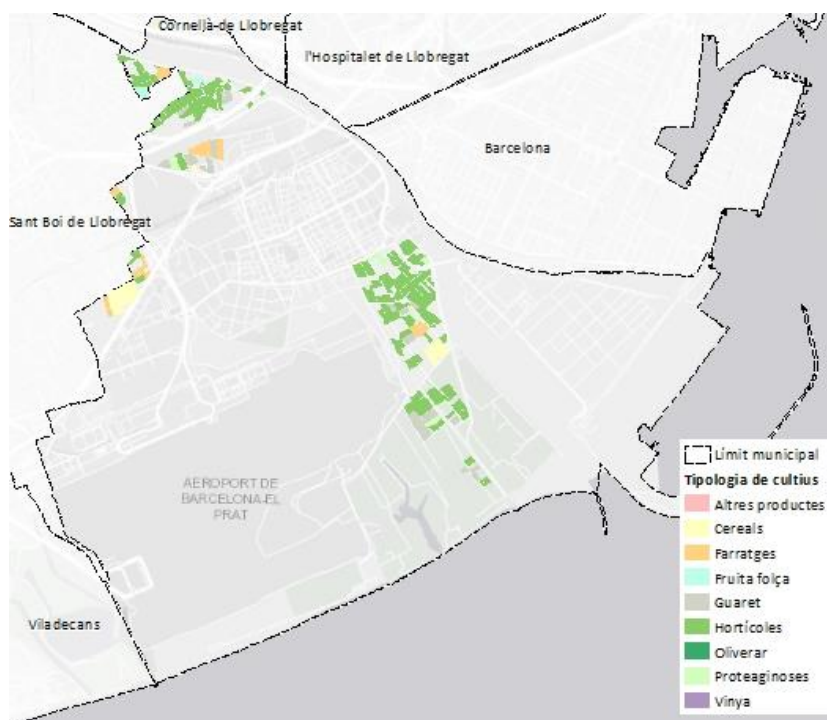 Cornellà de Llobregat
l'Hospitalet de Llobregat
Barcelona
Sant Boi de Llobregat
AEROPORT DE
BARCELONA-EL
PRAT
Viladecans
Límit municipal
Tipologia de cultius
Altres productes
Cereals
Farratges
Fruita folça
Guaret
Hortícoles
Oliverar
Proteaginoses
Vinya